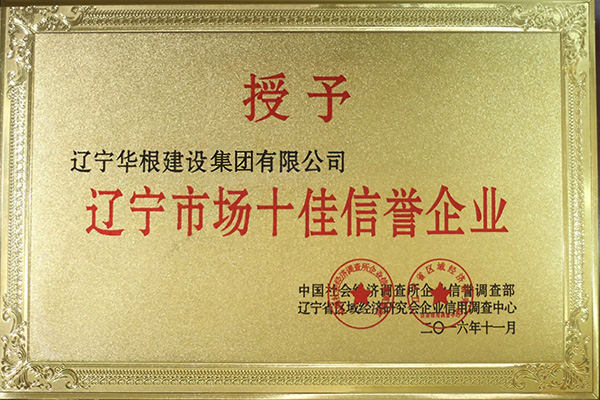 授予
辽宁华根建设集团有限公司
辽宁市场十佳信誉企业
中国社会经济调查所企业信誉调查部
辽宁省区域经济研究会企业信用调查中心
二〇一六年十一月